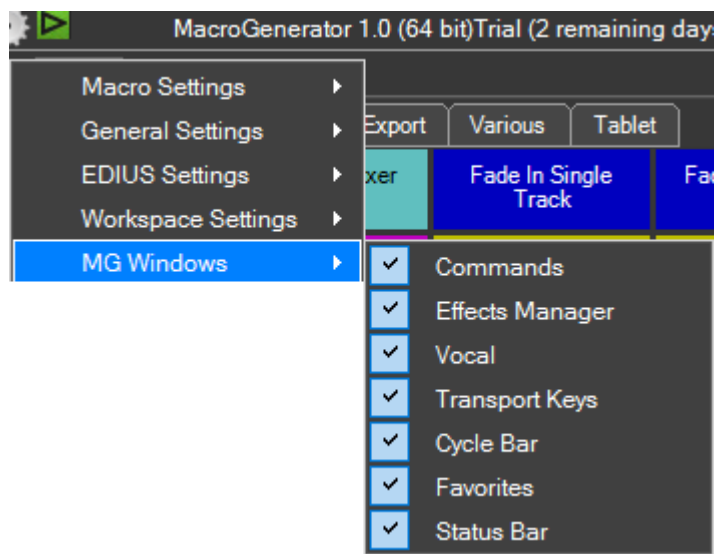 MacroGenerator 1.0 (64 bit)Trial (2 remaining days
Macro Settings
General Settings
EDIUS Settings
Workspace Settings
MG Windows
Export
Various
Tablet
xer
Fade In Single
Track
Fa
Commands
Effects Manager
Vocal
Transport Keys
Cycle Bar
Favorites
Status Bar